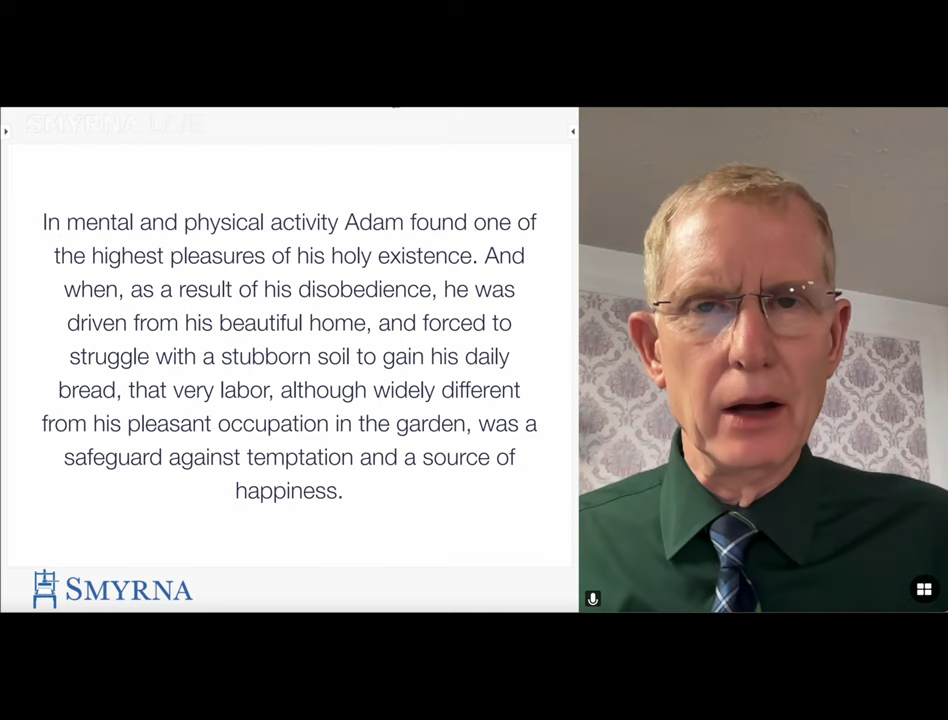 SMYRNA LIVE
In mental and physical activity Adam found one of
the highest pleasures of his holy existence. And
when, as a result of his disobedience, he was
driven from his beautiful home, and forced to
struggle with a stubborn soil to gain his daily
bread, that very labor, although widely different
from his pleasant occupation in the garden, was a
safeguard against temptation and a source of
happiness.
SMYRNA